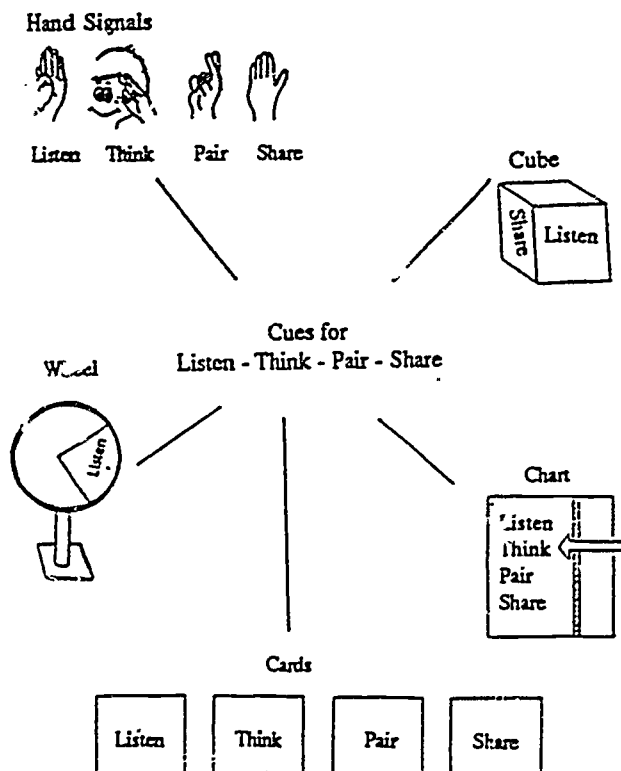 Hand Signals
Listen Think Pair Share
Cube
Share Listen
Cues for
Listen - Think - Pair - Share
Wheel
Listen
Chart
Listen
Think
Pair
Share
Cards
Listen Think Pair Share